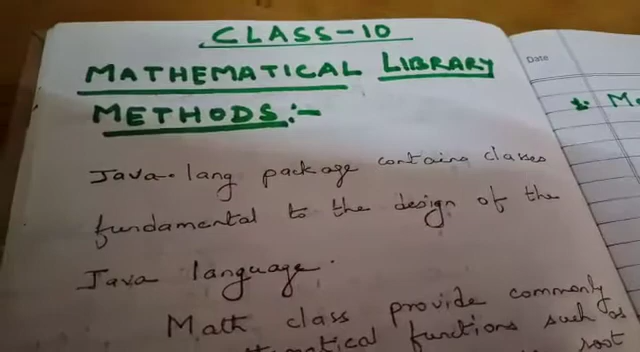 CLASS-10
MATHEMATICAL LIBRARY
METHODS:-
Java.lang package contains classes
fundamental to the design of the
Java language.
Math class provide commonly
functions such as
root
Date